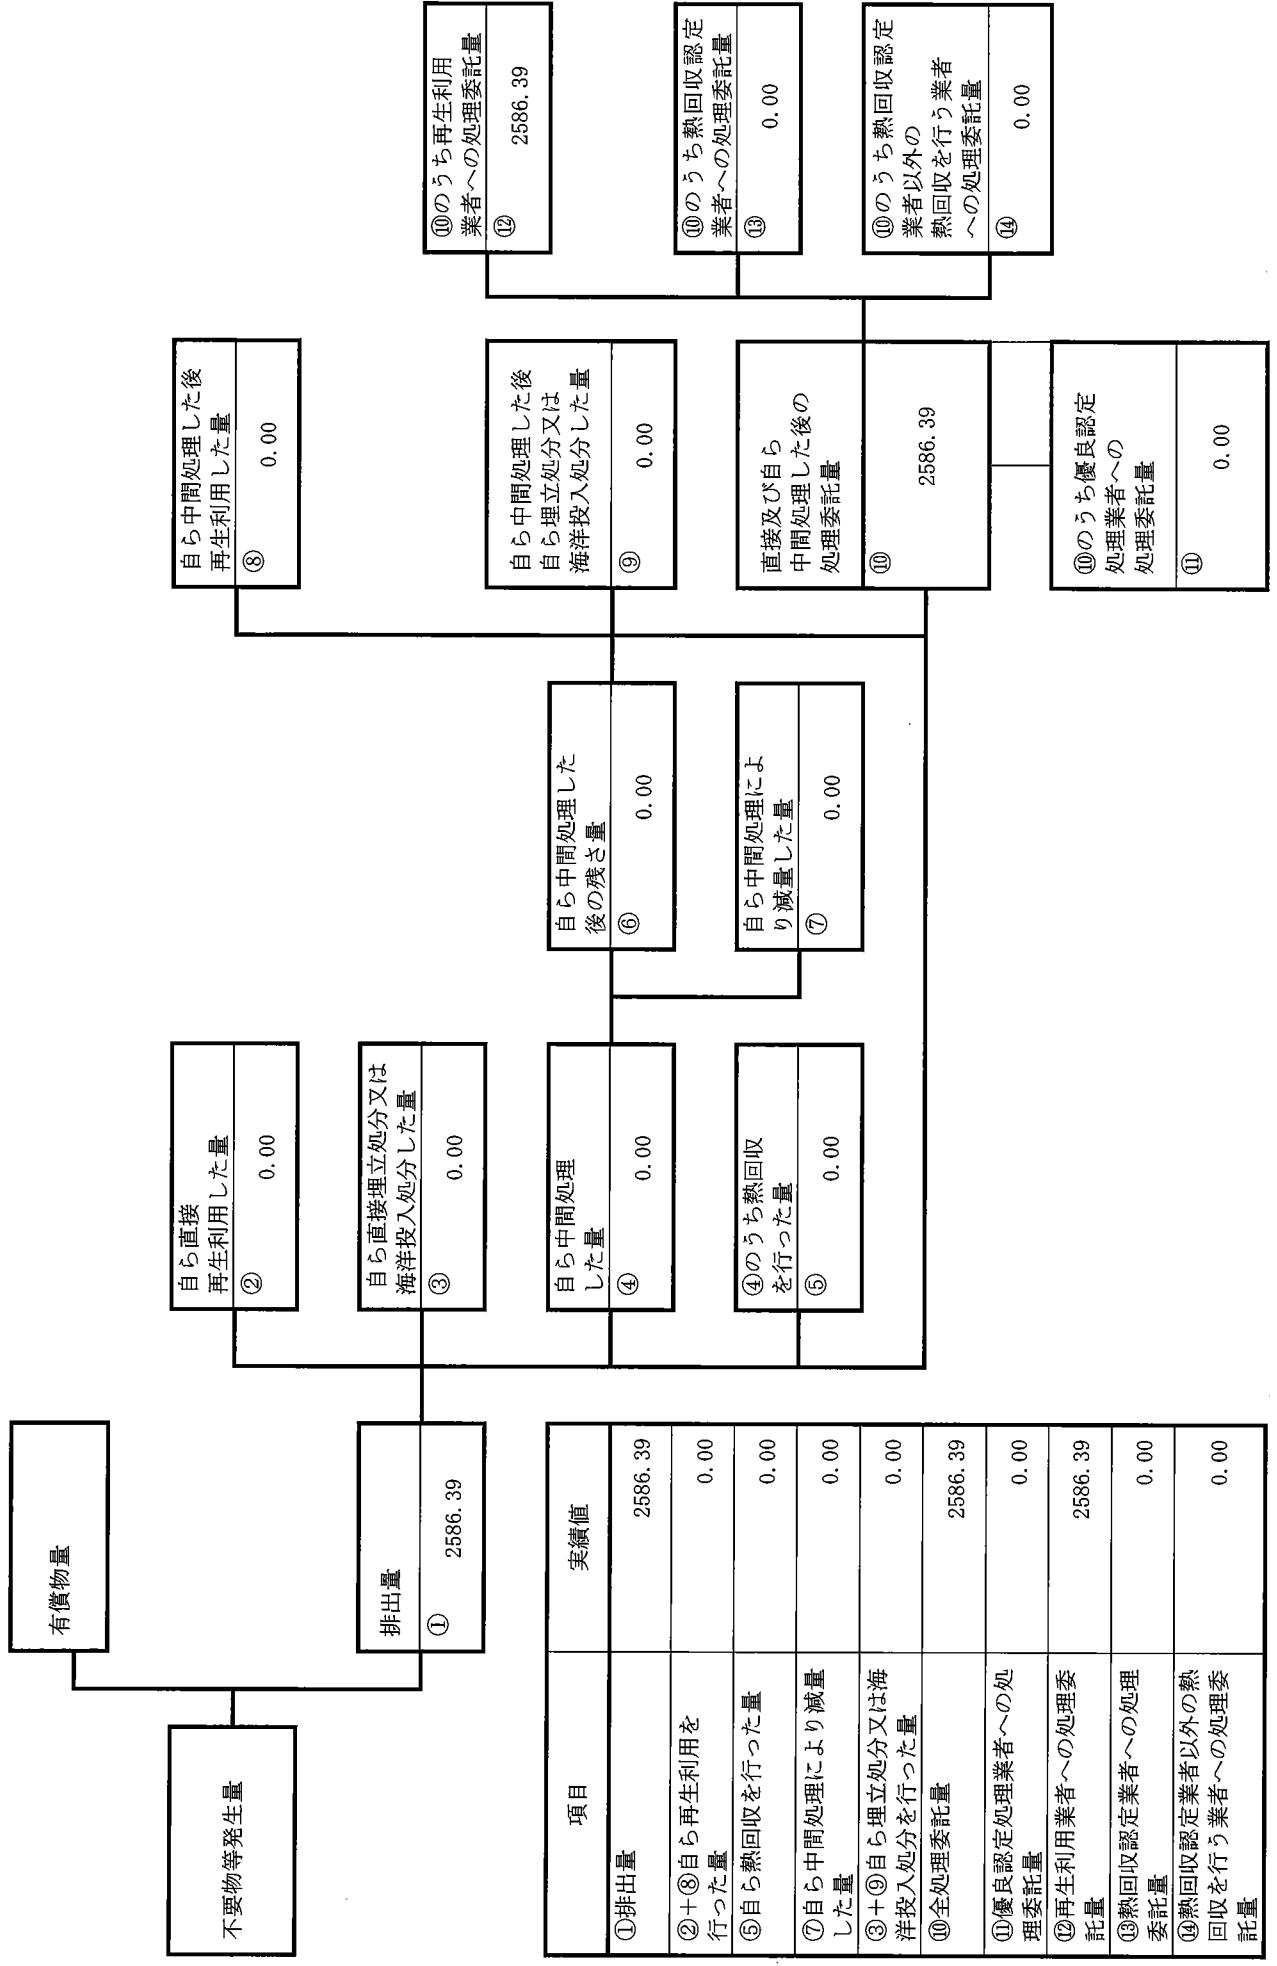 不要物等発生量
有償物量
排出量
①
2586.39
自ら直接
再生利用した量
②
0.00
自ら直接埋立処分又は
海洋投入処分した量
③
0.00
自ら中間処理
した量
④
0.00
④のうち熱回収
を行った量
⑤
0.00
自ら中間処理した
後の残さ量
⑥
0.00
自ら中間処理によ
り減量した量
⑦
0.00
自ら中間処理した後
再生利用した量
⑧
0.00
自ら中間処理した後
自ら埋立処分又は
海洋投入処分した量
⑨
0.00
直接及び自ら
中間処理した後の
処理委託量
⑩
2586.39
⑩のうち優良認定
処理業者への
処理委託量
⑪
0.00
⑩のうち再生利用
業者への処理委託量
⑫
2586.39
⑩のうち熱回収認定
業者への処理委託量
⑬
0.00
⑩のうち熱回収認定
業者以外の
熱回収を行う業者
への処理委託量
⑭
0.00
項目 実績値
①排出量 2586.39
②＋⑧自ら再生利用を
行った量 0.00
⑤自ら熱回収を行った量 0.00
⑦自ら中間処理により減量
した量 0.00
③＋⑨自ら埋立処分又は海
洋投入処分を行った量 0.00
⑩全処理委託量 2586.39
⑪優良認定処理業者への処
理委託量 0.00
⑫再生利用業者への処理委
託量 2586.39
⑬熱回収認定業者への処理
委託量 0.00
⑭熱回収認定業者以外の熱
回収を行う業者への処理委
託量 0.00